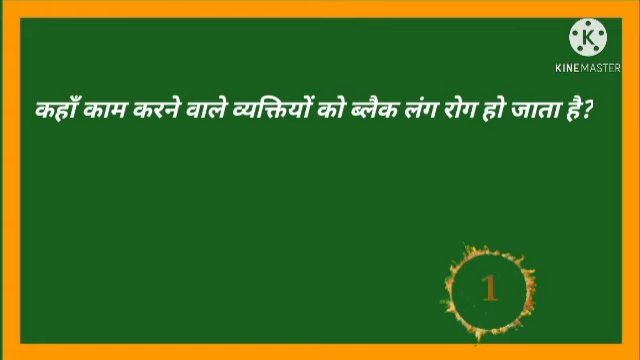 K
KINEMASTER
कहाँ काम करने वाले व्यक्तियों को ब्लैक लंग रोग हो जाता है?
1